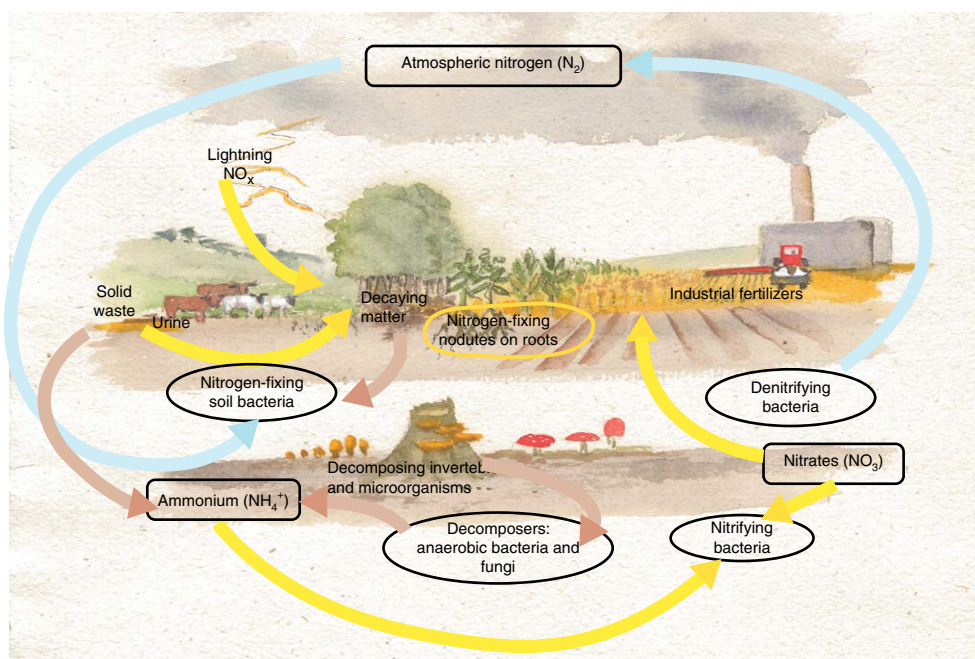 Atmospheric nitrogen (N₂)
Lightning
NOₓ
Solid
waste
Urine
Decaying
matter
Industrial fertilizers
Nitrogen-fixing
nodutes on roots
Nitrogen-fixing
soil bacteria
Denitrifying
bacteria
Nitrates (NO₃)
Decomposing invertet..
and microorganisms
Ammonium (NH₄⁺)
Decomposers:
anaerobic bacteria and
fungi
Nitrifying
bacteria